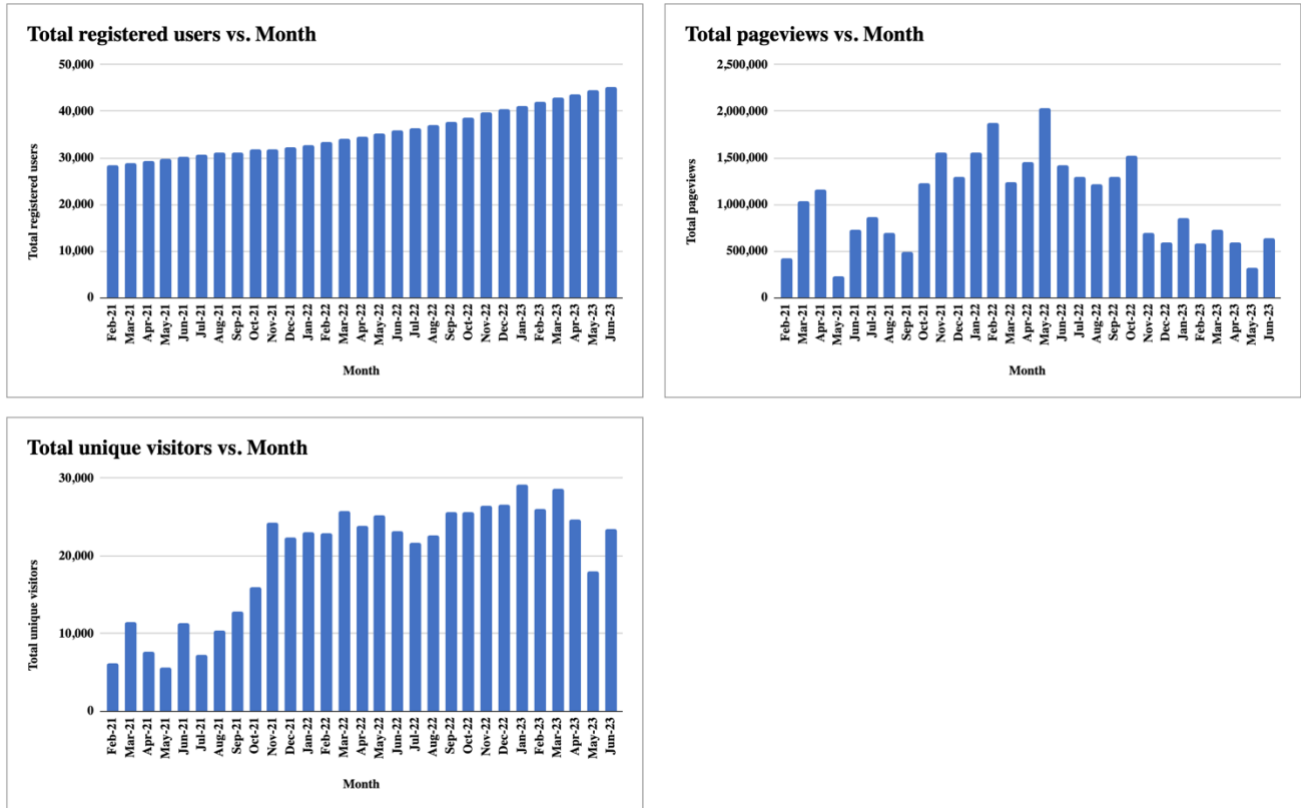 Total registered users vs. Month
50,000
40,000
30,000
20,000
10,000
0
Total registered users
Feb-21
Mar-21
Apr-21
May-21
Jun-21
Jul-21
Aug-21
Sep-21
Oct-21
Nov-21
Dec-21
Jan-22
Feb-22
Mar-22
Apr-22
May-22
Jun-22
Jul-22
Aug-22
Sep-22
Oct-22
Nov-22
Dec-22
Jan-23
Feb-23
Mar-23
Apr-23
May-23
Jun-23
Month
Total pageviews vs. Month
2,500,000
2,000,000
1,500,000
1,000,000
500,000
0
Total pageviews
Feb-21
Mar-21
Apr-21
May-21
Jun-21
Jul-21
Aug-21
Sep-21
Oct-21
Nov-21
Dec-21
Jan-22
Feb-22
Mar-22
Apr-22
May-22
Jun-22
Jul-22
Aug-22
Sep-22
Oct-22
Nov-22
Dec-22
Jan-23
Feb-23
Mar-23
Apr-23
May-23
Jun-23
Month
Total unique visitors vs. Month
30,000
20,000
10,000
0
Total unique visitors
Feb-21
Mar-21
Apr-21
May-21
Jun-21
Jul-21
Aug-21
Sep-21
Oct-21
Nov-21
Dec-21
Jan-22
Feb-22
Mar-22
Apr-22
May-22
Jun-22
Jul-22
Aug-22
Sep-22
Oct-22
Nov-22
Dec-22
Jan-23
Feb-23
Mar-23
Apr-23
May-23
Jun-23
Month